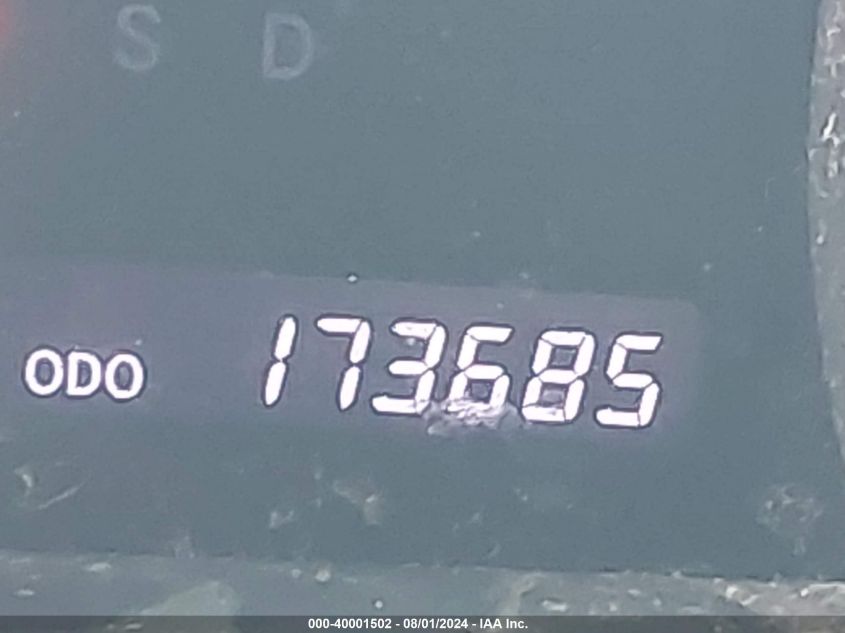 S D
ODO 173685
000-40001502 - 08/01/2024 - IAA Inc.